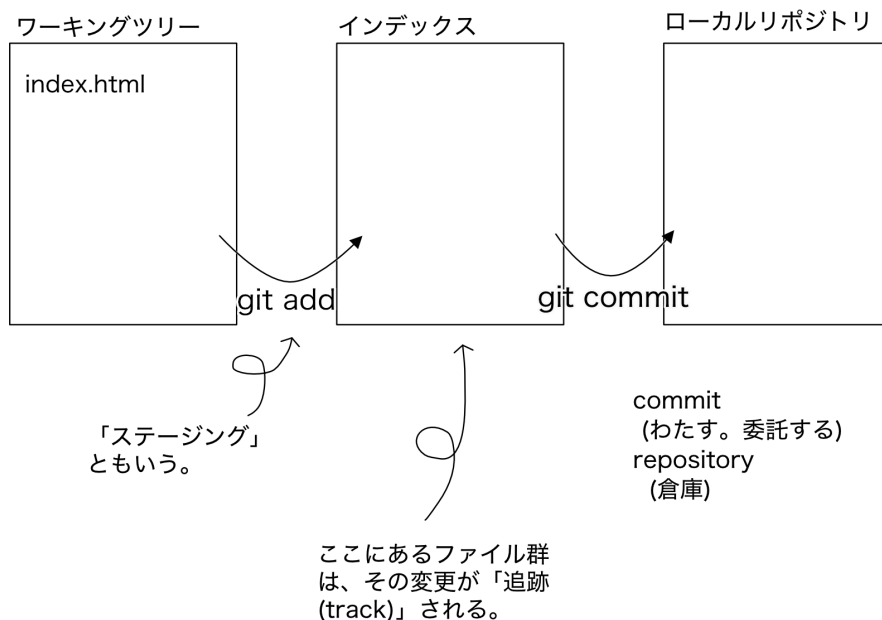 ワーキングツリー
インデックス
ローカルリポジトリ
index.html
git add
git commit
「ステージング」
ともいう。
commit
(わたす。委託する)
repository
(倉庫)
ここにあるファイル群
は、その変更が「追跡
(track)」される。